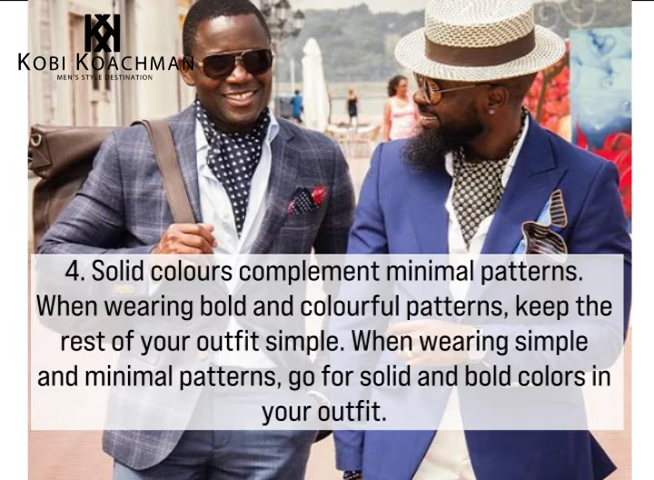 KOBI KOACHMAN
MEN'S STYLE DESTINATION
4. Solid colours complement minimal patterns.
When wearing bold and colourful patterns, keep the
rest of your outfit simple. When wearing simple
and minimal patterns, go for solid and bold colors in
your outfit.